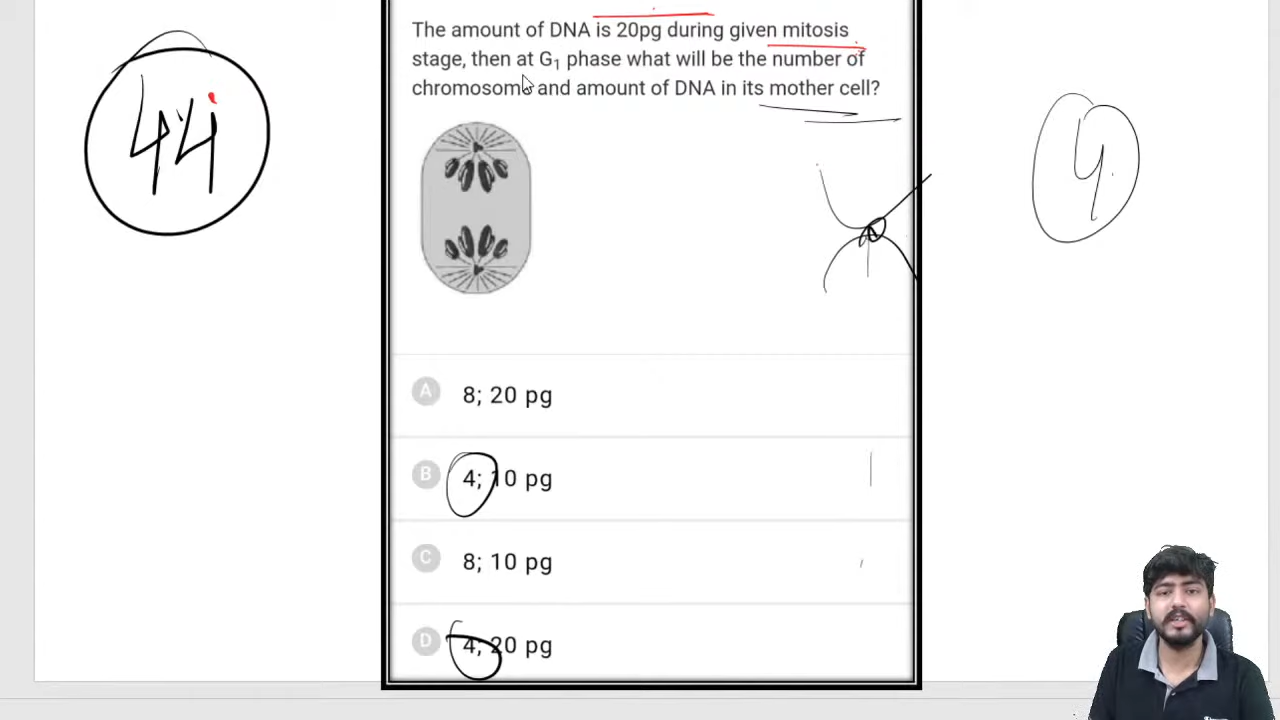 The amount of DNA is 20pg during given mitosis
stage, then at G₁ phase what will be the number of
chromosome and amount of DNA in its mother cell?
44
4
A 8; 20 pg
B 4; 10 pg
C 8; 10 pg
D 4; 20 pg